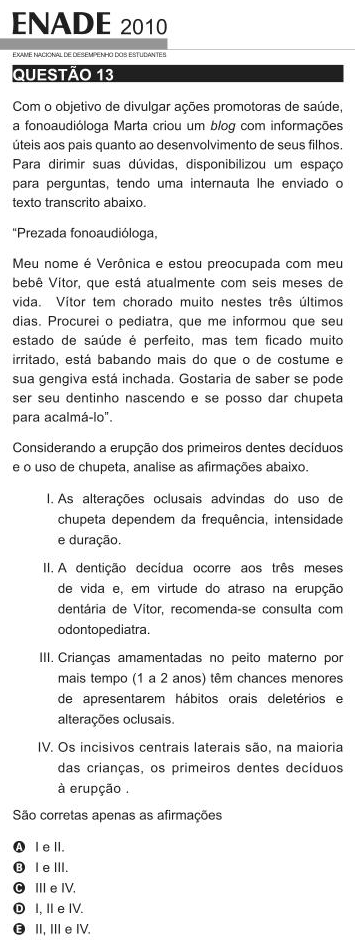 ENADE 2010
EXAME NACIONAL DE DESEMPENHO DOS ESTUDANTES
QUESTÃO 13
Com o objetivo de divulgar ações promotoras de saúde,
a fonoaudióloga Marta criou um blog com informações
úteis aos pais quanto ao desenvolvimento de seus filhos.
Para dirimir suas dúvidas, disponibilizou um espaço
para perguntas, tendo uma internauta lhe enviado o
texto transcrito abaixo.
"Prezada fonoaudióloga,
Meu nome é Verônica e estou preocupada com meu
bebê Vítor, que está atualmente com seis meses de
vida. Vítor tem chorado muito nestes três últimos
dias. Procurei o pediatra, que me informou que seu
estado de saúde é perfeito, mas tem ficado muito
irritado, está babando mais do que o de costume e
sua gengiva está inchada. Gostaria de saber se pode
ser seu dentinho nascendo e se posso dar chupeta
para acalmá-lo".
Considerando a erupção dos primeiros dentes decíduos
e o uso de chupeta, analise as afirmações abaixo.
I. As alterações oclusais advindas do uso de
chupeta dependem da frequência, intensidade
e duração.
II. A dentição decídua ocorre aos três meses
de vida e, em virtude do atraso na erupção
dentária de Vítor, recomenda-se consulta com
odontopediatra.
III. Crianças amamentadas no peito materno por
mais tempo (1 a 2 anos) têm chances menores
de apresentarem hábitos orais deletérios e
alterações oclusais.
IV. Os incisivos centrais laterais são, na maioria
das crianças, os primeiros dentes decíduos
à erupção .
São corretas apenas as afirmações
A I e II.
B I e III.
C III e IV.
D I, II e IV.
E II, III e IV.